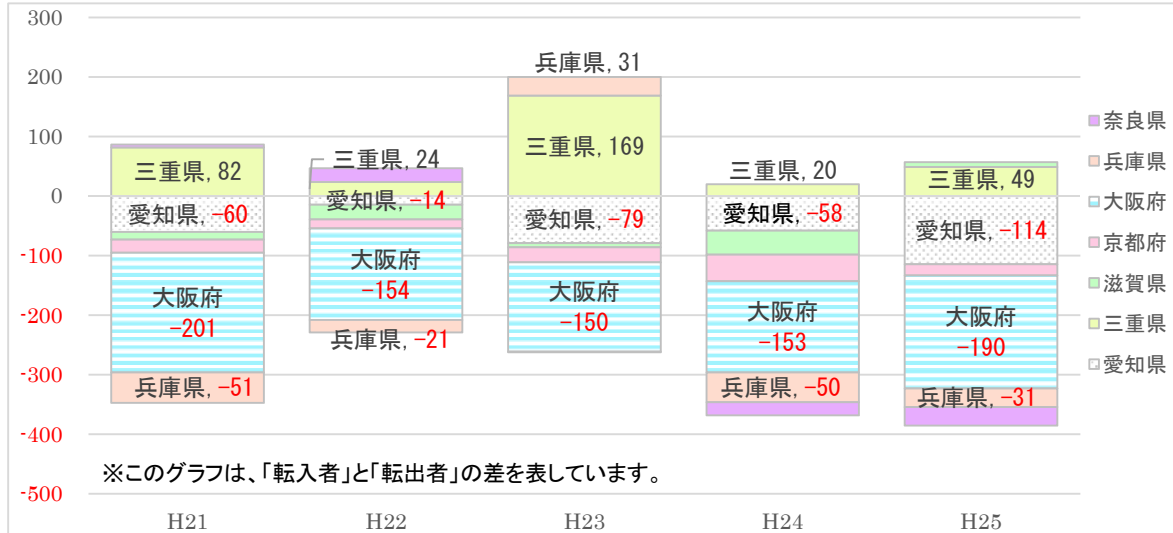 300
200
100
0
-100
-200
-300
-400
-500
三重県, 82
愛知県, -60
大阪府
-201
兵庫県, -51
三重県, 24
愛知県, -14
大阪府
-154
兵庫県, -21
兵庫県, 31
三重県, 169
愛知県, -79
大阪府
-150
三重県, 20
愛知県, -58
大阪府
-153
兵庫県, -50
三重県, 49
愛知県, -114
大阪府
-190
兵庫県, -31
奈良県
兵庫県
大阪府
京都府
滋賀県
三重県
愛知県
※このグラフは、「転入者」と「転出者」の差を表しています。
H21 H22 H23 H24 H25